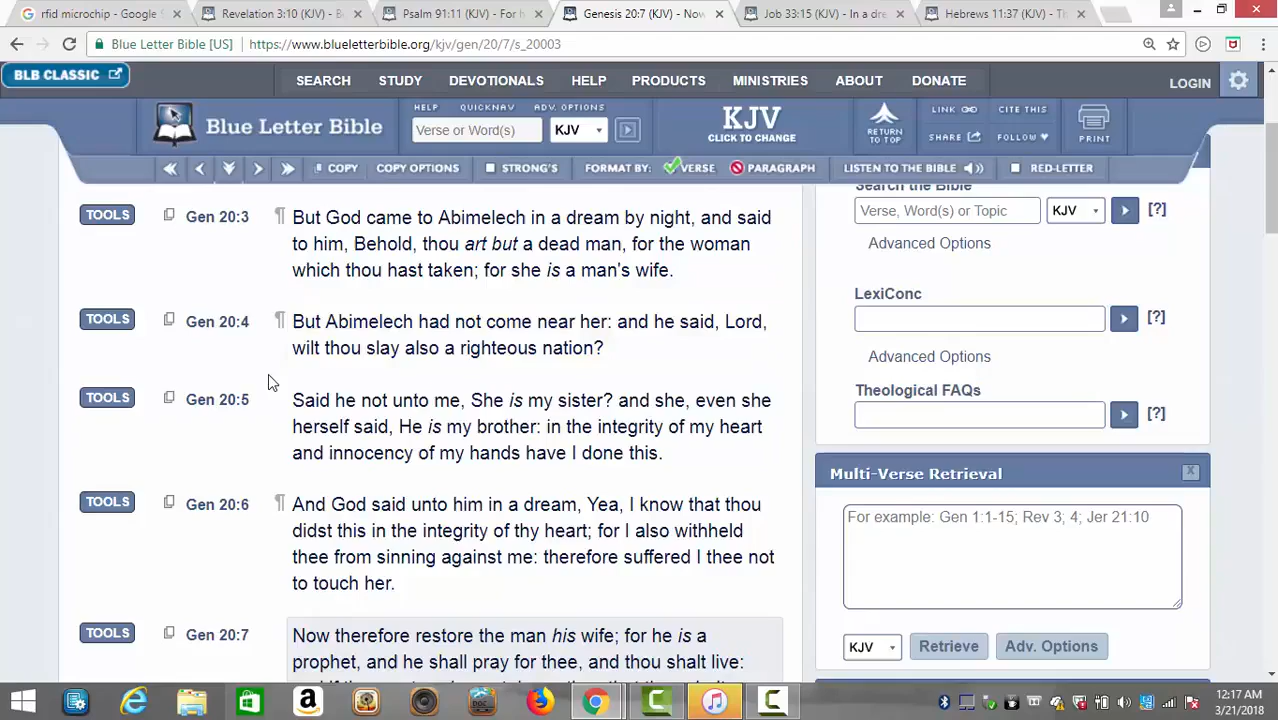 rfid microchip - Google S
Revelation 3:10 (KJV) -
Psalm 91:11 (KJV) - For h
Genesis 20:7 (KJV) - Now
Job 33:15 (KJV) - In a dre
Hebrews 11:37 (KJV) - Th
Blue Letter Bible [US]
https://www.blueletterbible.org/kjv/gen/20/7/s_20003
BLB CLASSIC
SEARCH STUDY DEVOTIONALS HELP PRODUCTS MINISTRIES ABOUT DONATE
LOGIN
Blue Letter Bible
HELP QUICKNAV ADV. OPTIONS
Verse or Word(s) KJV
KJV
CLICK TO CHANGE
RETURN
TO TOP
LINK CITE THIS
SHARE FOLLOW
PRINT
COPY COPY OPTIONS STRONG'S FORMAT BY: VERSE PARAGRAPH LISTEN TO THE BIBLE RED-LETTER
TOOLS Gen 20:3 ¶ But God came to Abimelech in a dream by night, and said
to him, Behold, thou art but a dead man, for the woman
which thou hast taken; for she is a man's wife.
TOOLS Gen 20:4 ¶ But Abimelech had not come near her: and he said, Lord,
wilt thou slay also a righteous nation?
TOOLS Gen 20:5 Said he not unto me, She is my sister? and she, even she
herself said, He is my brother: in the integrity of my heart
and innocency of my hands have I done this.
TOOLS Gen 20:6 ¶ And God said unto him in a dream, Yea, I know that thou
didst this in the integrity of thy heart; for I also withheld
thee from sinning against me: therefore suffered I thee not
to touch her.
TOOLS Gen 20:7 Now therefore restore the man his wife; for he is a
prophet, and he shall pray for thee, and thou shalt live:
Search the Bible
Verse, Word(s) or Topic KJV [?]
Advanced Options
LexiConc
[?]
Advanced Options
Theological FAQs
[?]
Multi-Verse Retrieval X
For example: Gen 1:1-15; Rev 3, 4; Jer 21:10
KJV Retrieve Adv. Options
12:17 AM
3/21/2018